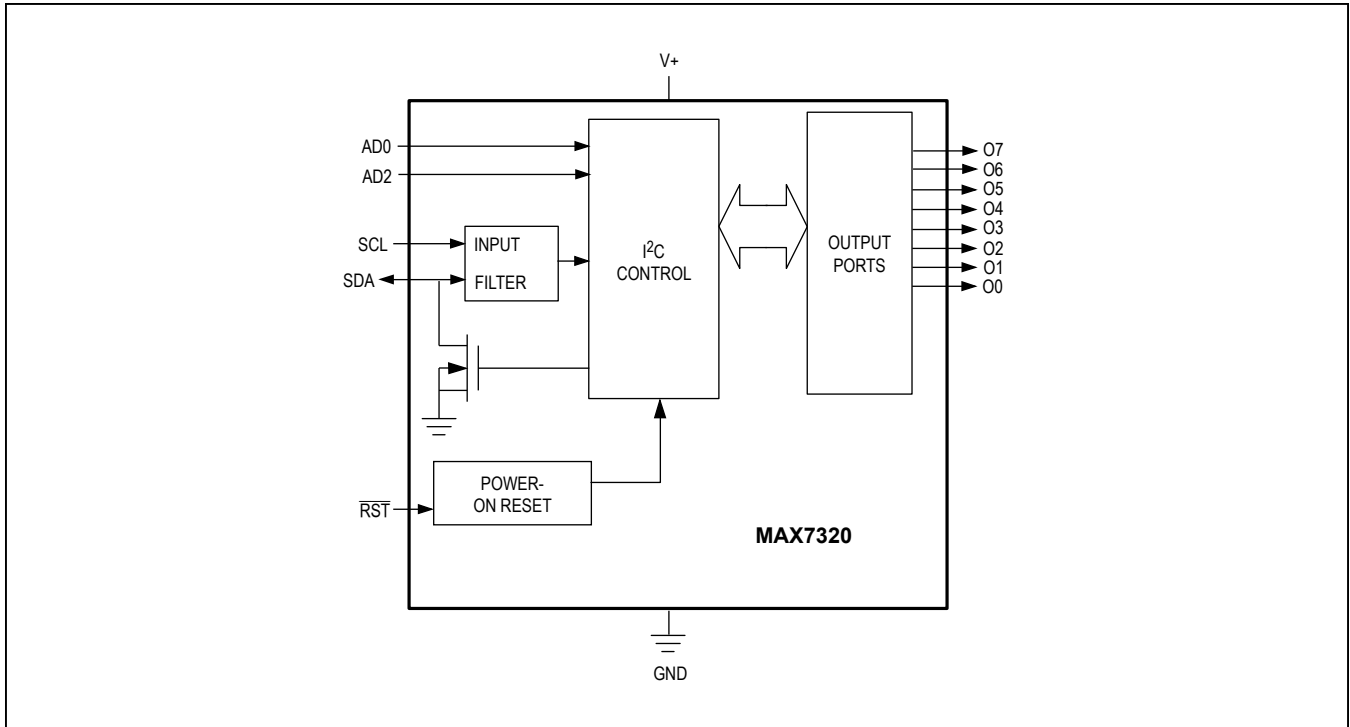 V+
AD0
AD2
SCL
SDA
INPUT
FILTER
I²C
CONTROL
OUTPUT
PORTS
O7
O6
O5
O4
O3
O2
O1
O0
RST
POWER-
ON RESET
MAX7320
GND